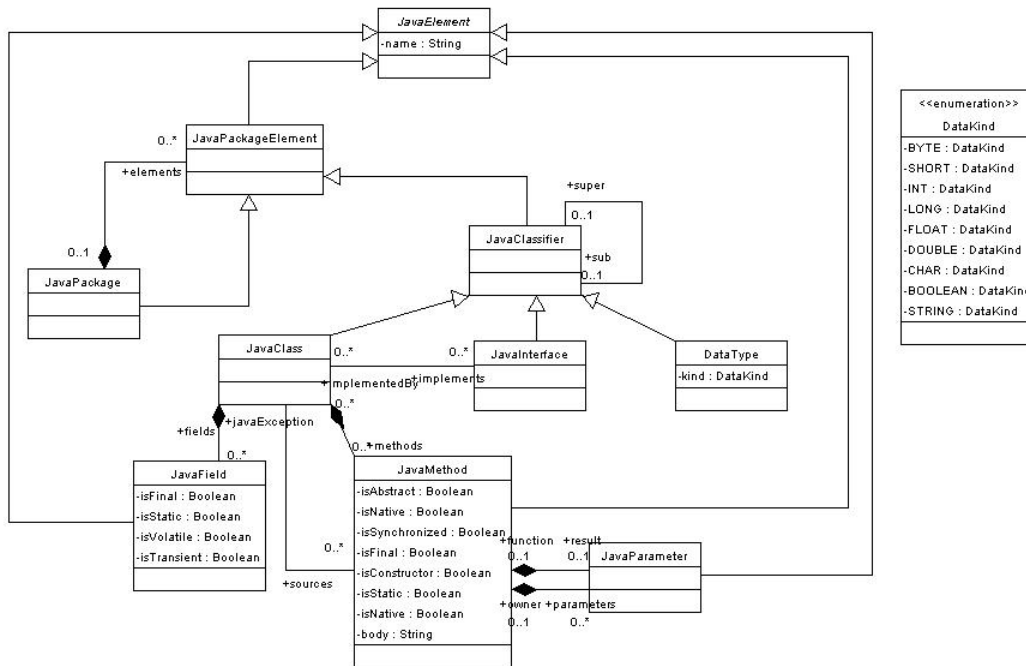 JavaElement
-name : String
JavaPackageElement
0..*
+elements
0..1
JavaPackage
+super
0..1
JavaClassifier
+sub
0..1
<<enumeration>>
DataKind
-BYTE : DataKind
-SHORT : DataKind
-INT : DataKind
-LONG : DataKind
-FLOAT : DataKind
-DOUBLE : DataKind
-CHAR : DataKind
-BOOLEAN : DataKind
-STRING : DataKind
JavaClass
0..*
0..*
+implementedBy
+implements
JavaInterface
DataType
-kind : DataKind
0..*
+javaException
+fields
0..*
0..*
+methods
JavaField
-isFinal : Boolean
-isStatic : Boolean
-isVolatile : Boolean
-isTransient : Boolean
0..*
+sources
JavaMethod
-isAbstract : Boolean
-isNative : Boolean
-isSynchronized : Boolean
-isFinal : Boolean
-isConstructor : Boolean
-isStatic : Boolean
-isNative : Boolean
-body : String
+function
+result
0..1
0..1
JavaParameter
+owner
+parameters
0..1
0..*